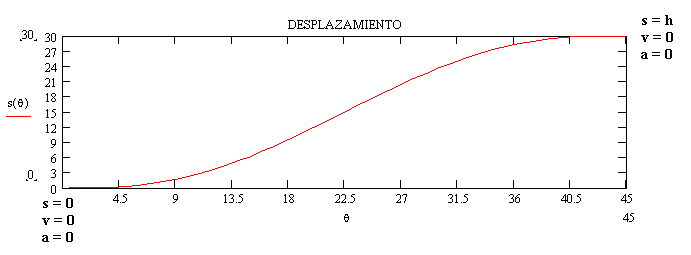 DESPLAZAMIENTO
s = h
v = 0
a = 0
30
30
27
24
21
18
15
12
9
6
3
0
s(θ)
0
4.5 9 13.5 18 22.5 27 31.5 36 40.5 45
θ
45
s = 0
v = 0
a = 0